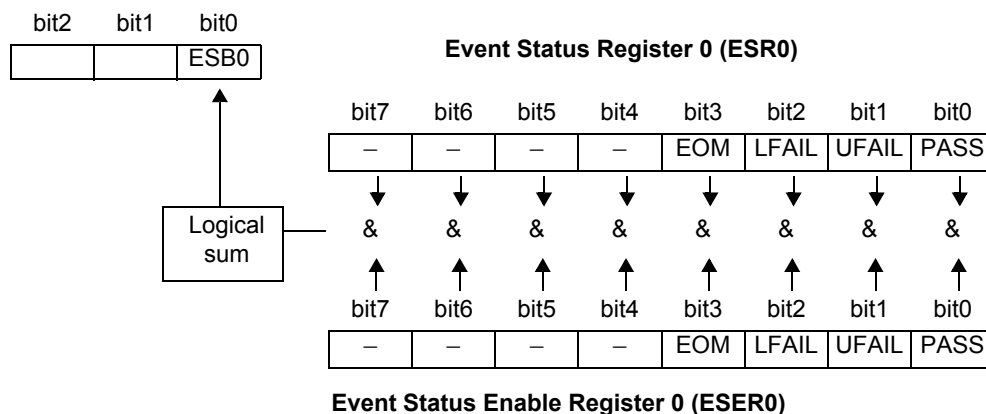 bit2 bit1 bit0
ESB0
Event Status Register 0 (ESR0)
bit7 bit6 bit5 bit4 bit3 bit2 bit1 bit0
– – – – EOM LFAIL UFAIL PASS
Logical
sum
& & & & & & & &
bit7 bit6 bit5 bit4 bit3 bit2 bit1 bit0
– – – – EOM LFAIL UFAIL PASS
Event Status Enable Register 0 (ESER0)